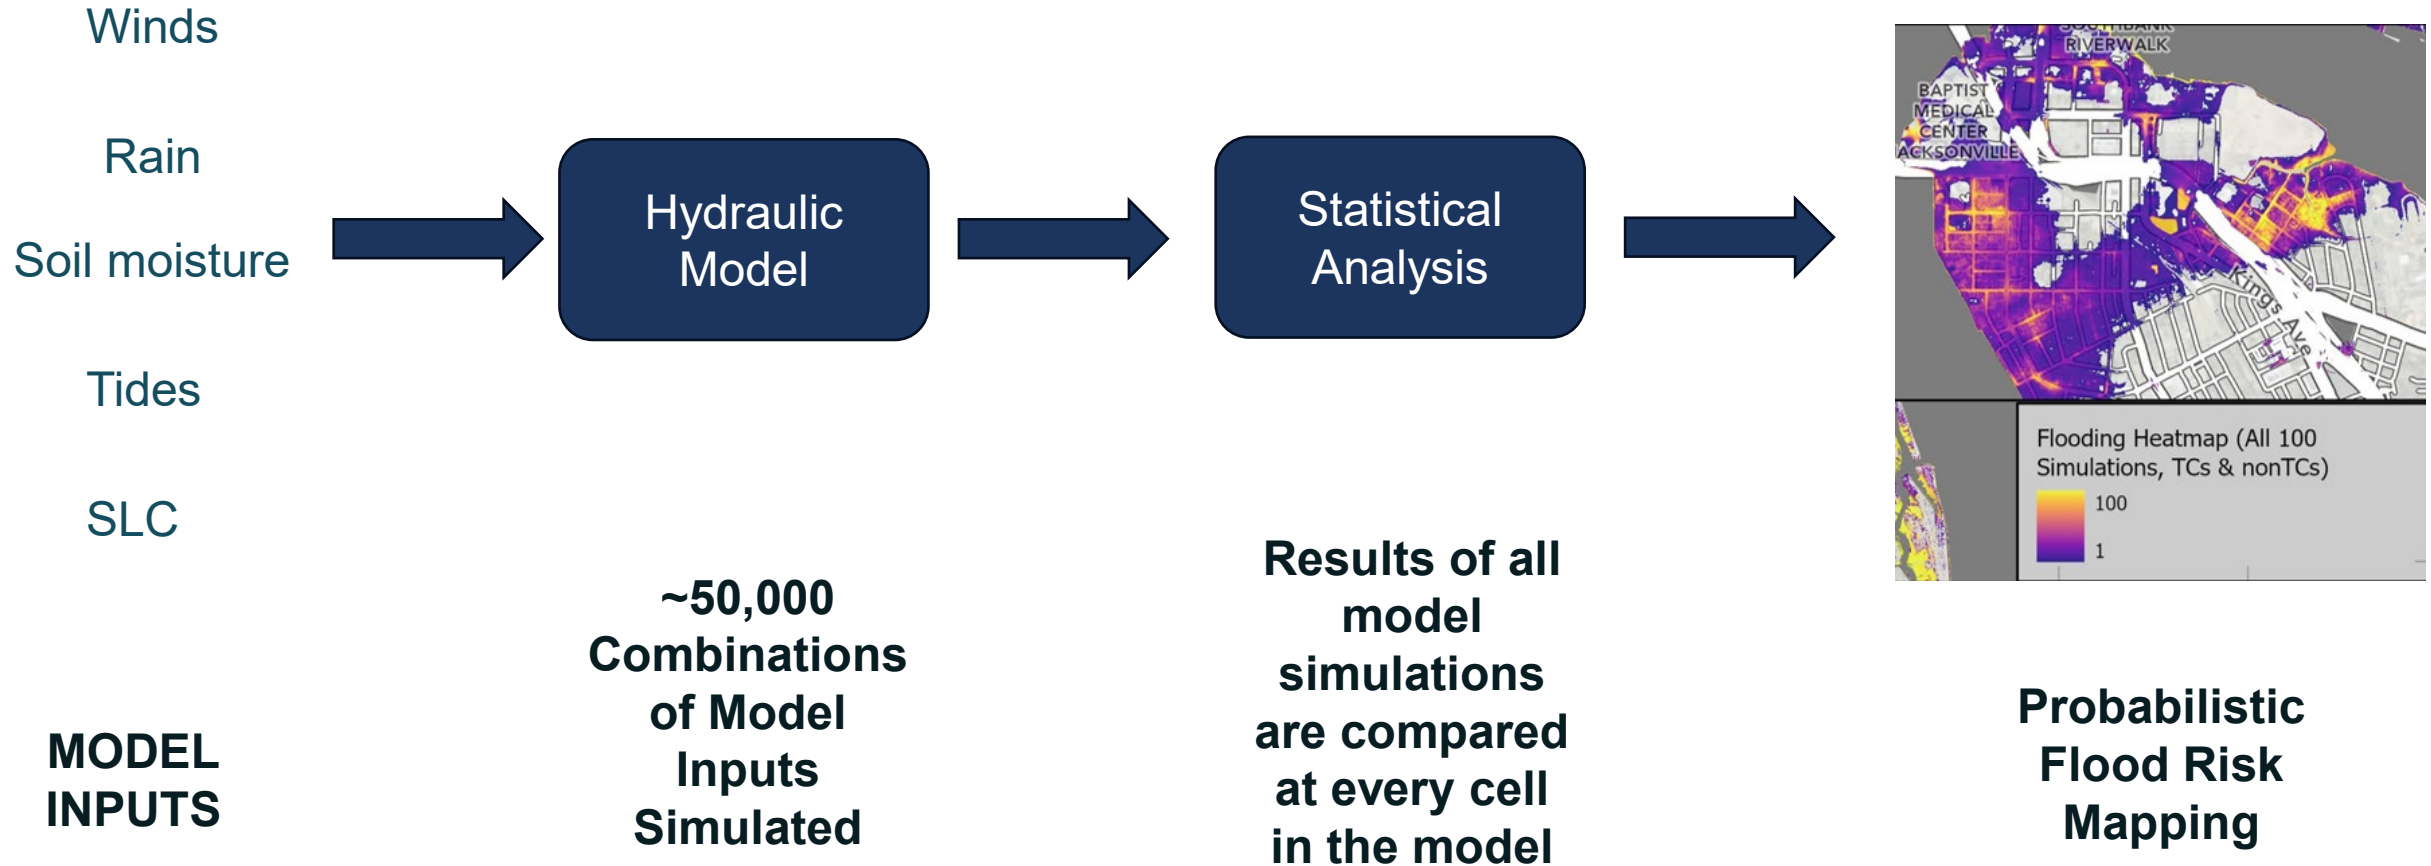 Winds
Rain
Soil moisture
Tides
SLC
MODEL
INPUTS
Hydraulic
Model
~50,000
Combinations
of Model
Inputs
Simulated
Statistical
Analysis
Results of all
model
simulations
are compared
at every cell
in the model
SOUTHBANK
RIVERWALK
BAPTIST
MEDICAL
CENTER
ACKSONVILLE
Kings Ave
Flooding Heatmap (All 100
Simulations, TCs & nonTCs)
100
1
Probabilistic
Flood Risk
Mapping